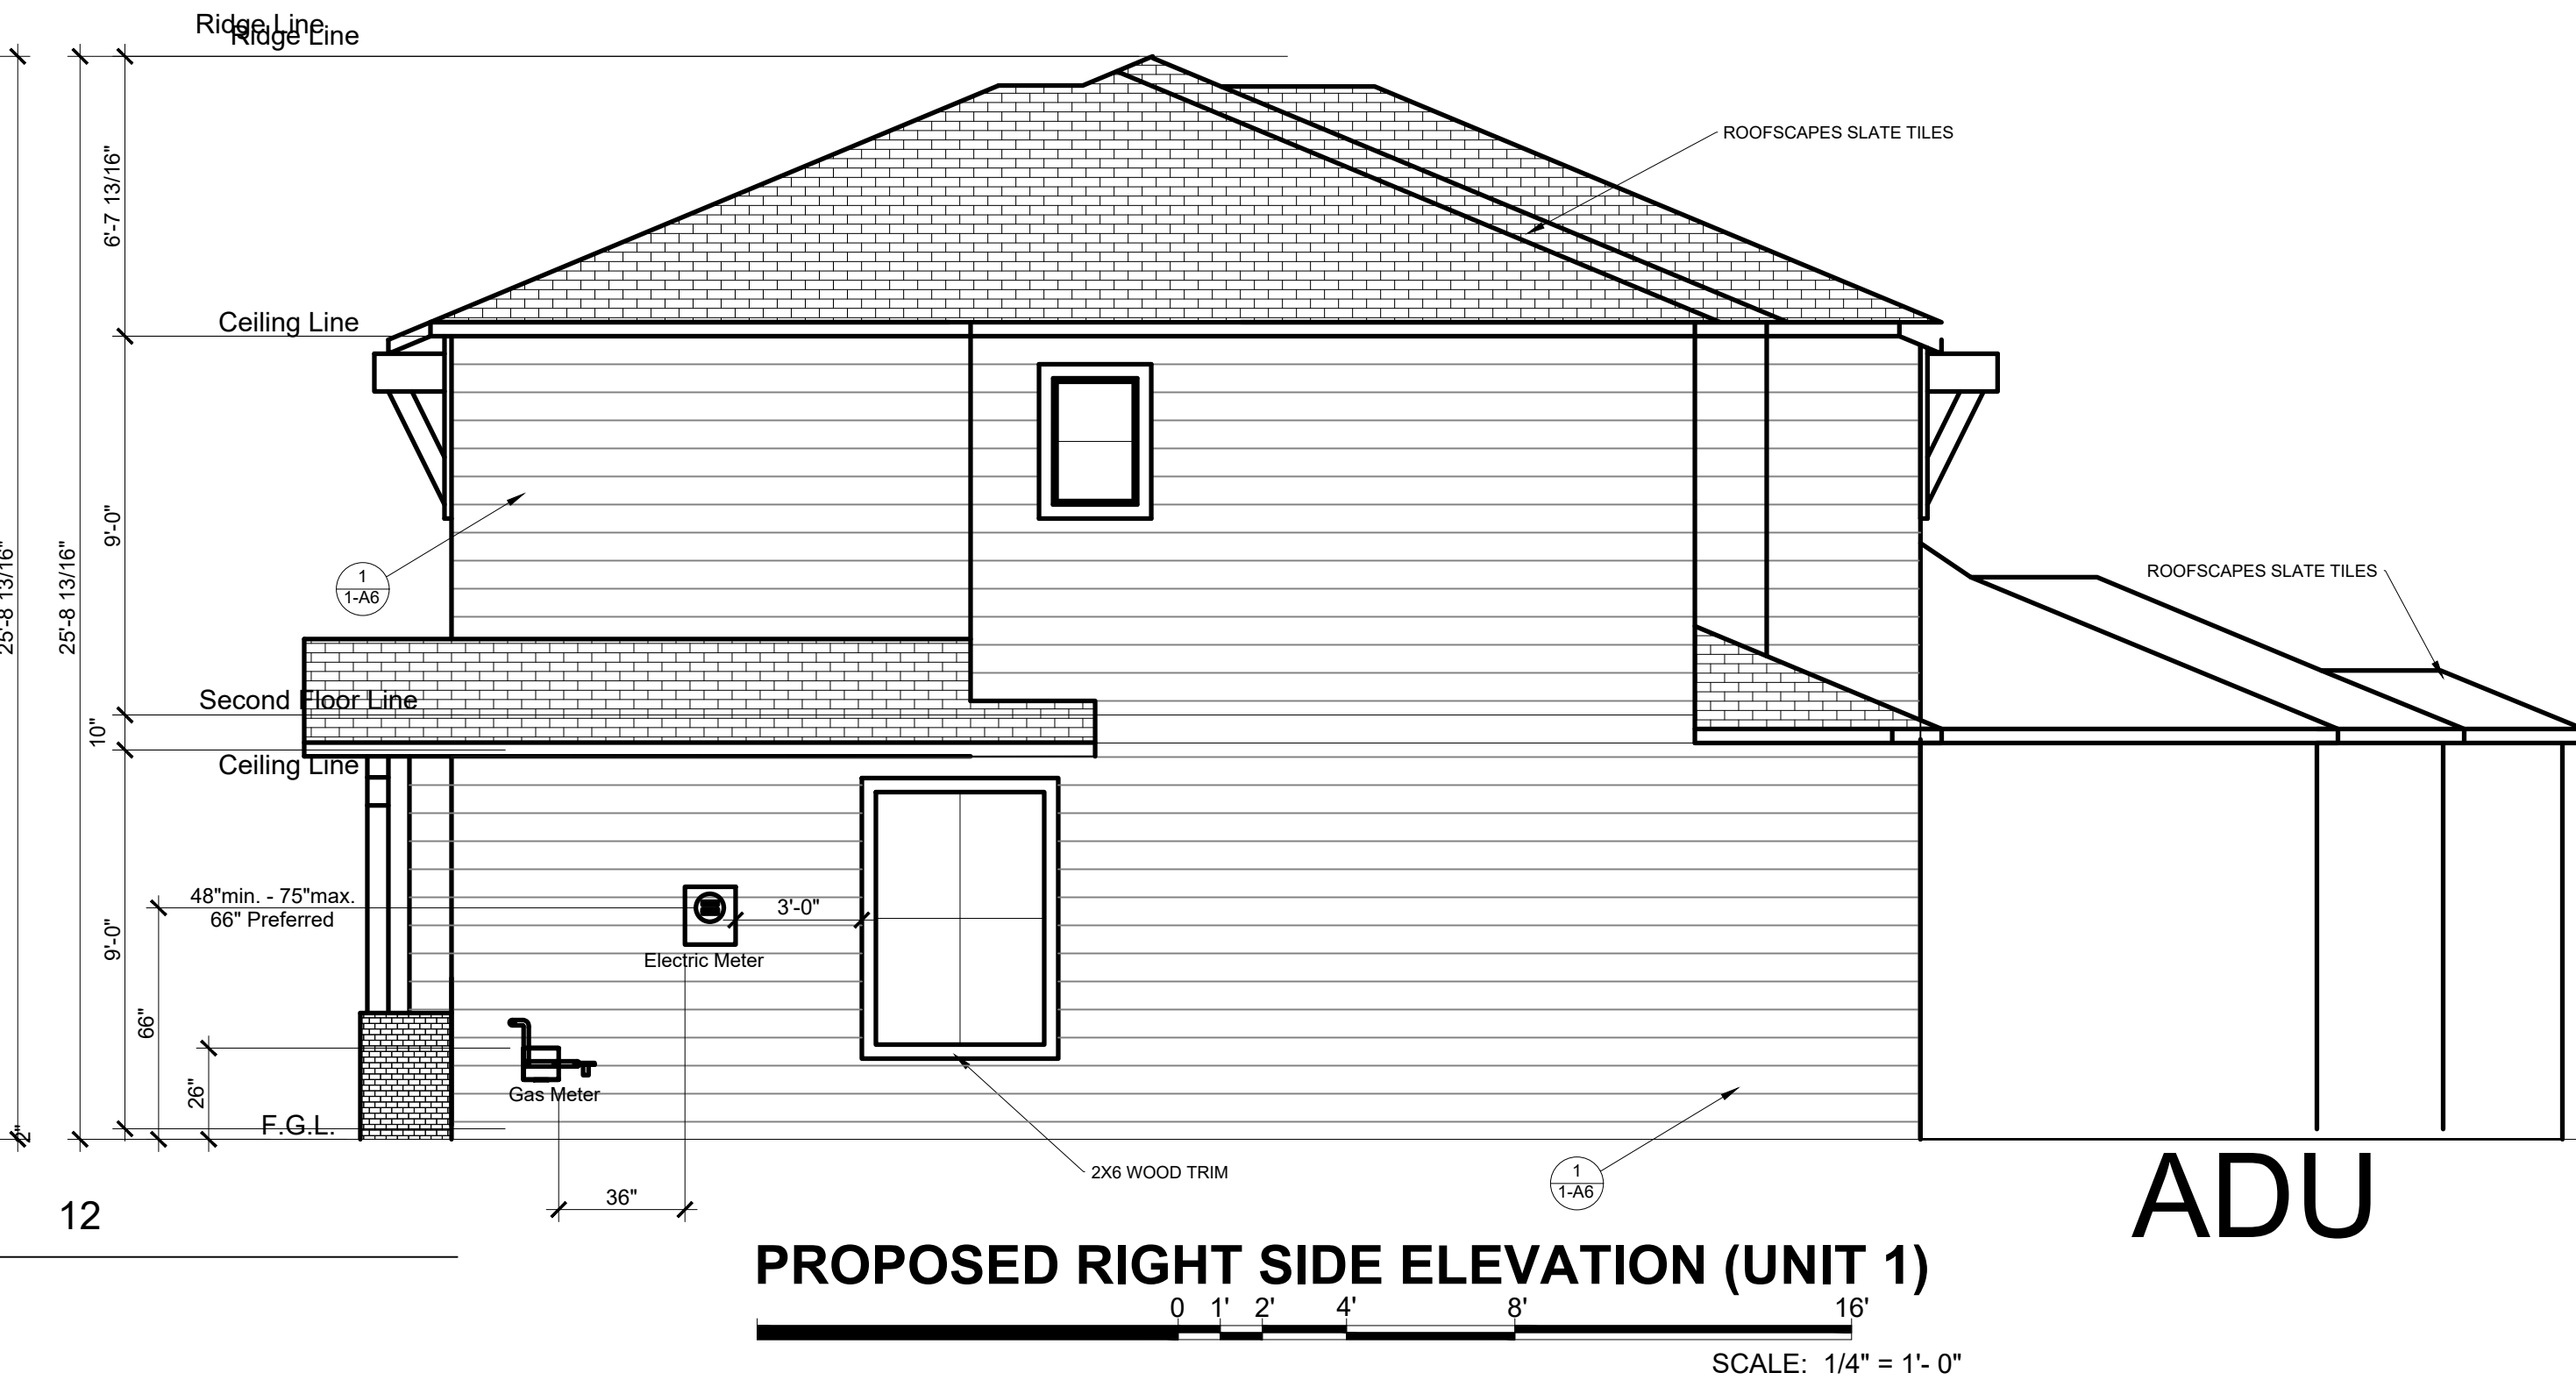 Ridge Line
Ridge Line
ROOFSCAPES SLATE TILES
6'-7 13/16"
Ceiling Line
9'-0"
25'-8 13/16"
25'-8 13/16"
1
1-A6
ROOFSCAPES SLATE TILES
Second Floor Line
10"
Ceiling Line
48"min. - 75"max.
66" Preferred
3'-0"
9'-0"
Electric Meter
66"
26"
Gas Meter
F.G.L.
2"
2X6 WOOD TRIM
1
1-A6
36"
12
ADU
PROPOSED RIGHT SIDE ELEVATION (UNIT 1)
0 1' 2' 4' 8' 16'
SCALE: 1/4" = 1'- 0"